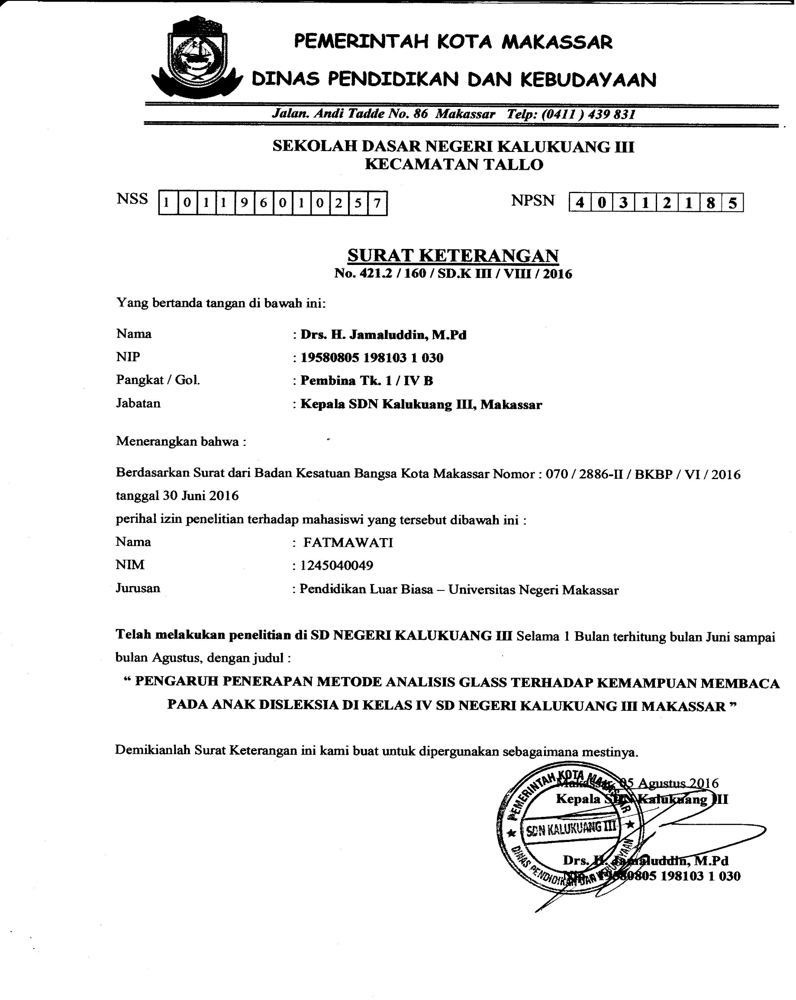 PEMERINTAH KOTA MAKASSAR
DINAS PENDIDIKAN DAN KEBUDAYAAN
Jalan. Andi Tadde No. 86 Makassar Telp: (0411 ) 439 831
SEKOLAH DASAR NEGERI KALUKUANG III
KECAMATAN TALLO
NSS 1 0 1 1 9 6 0 1 0 2 5 7 NPSN 4 0 3 1 2 1 8 5
SURAT KETERANGAN
No. 421.2 / 160 / SD.K III / VIII / 2016
Yang bertanda tangan di bawah ini:
Nama : Drs. H. Jamaluddin, M.Pd
NIP : 19580805 198103 1 030
Pangkat / Gol. : Pembina Tk. 1 / IV B
Jabatan : Kepala SDN Kalukuang III, Makassar
Menerangkan bahwa :
Berdasarkan Surat dari Badan Kesatuan Bangsa Kota Makassar Nomor : 070 / 2886-II / BKBP / VI / 2016
tanggal 30 Juni 2016
perihal izin penelitian terhadap mahasiswi yang tersebut dibawah ini :
Nama : FATMAWATI
NIM : 1245040049
Jurusan : Pendidikan Luar Biasa – Universitas Negeri Makassar
Telah melakukan penelitian di SD NEGERI KALUKUANG III Selama 1 Bulan terhitung bulan Juni sampai
bulan Agustus, dengan judul :
“ PENGARUH PENERAPAN METODE ANALISIS GLASS TERHADAP KEMAMPUAN MEMBACA
PADA ANAK DISLEKSIA DI KELAS IV SD NEGERI KALUKUANG III MAKASSAR ”
Demikianlah Surat Keterangan ini kami buat untuk dipergunakan sebagaimana mestinya.
Makassar, 05 Agustus 2016
Kepala SDN Kalukuang III
PEMERINTAH KOTA MAKASSAR
SDN KALUKUANG III
DINAS PENDIDIKAN DAN KEBUDAYAAN
Drs. H. Jamaluddin, M.Pd
Nip. 19580805 198103 1 030